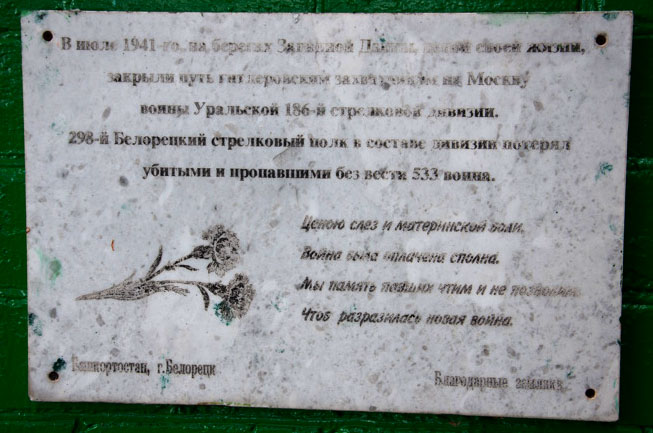 В июле 1941-го, на берегах Западной Двины, ценой своей жизни,
закрыли путь гитлеровским захватчикам на Москву
воины Уральской 186-й стрелковой дивизии.
298-й Белорецкий стрелковый полк в составе дивизии потерял
убитыми и пропавшими без вести 533 воина.
Ценою слез и материнской боли,
Война была оплачена сполна.
Мы память павших чтим и не позволим
Чтоб разразилась новая война.
Башкортостан, г.Белорецк
Благодарные земляки.